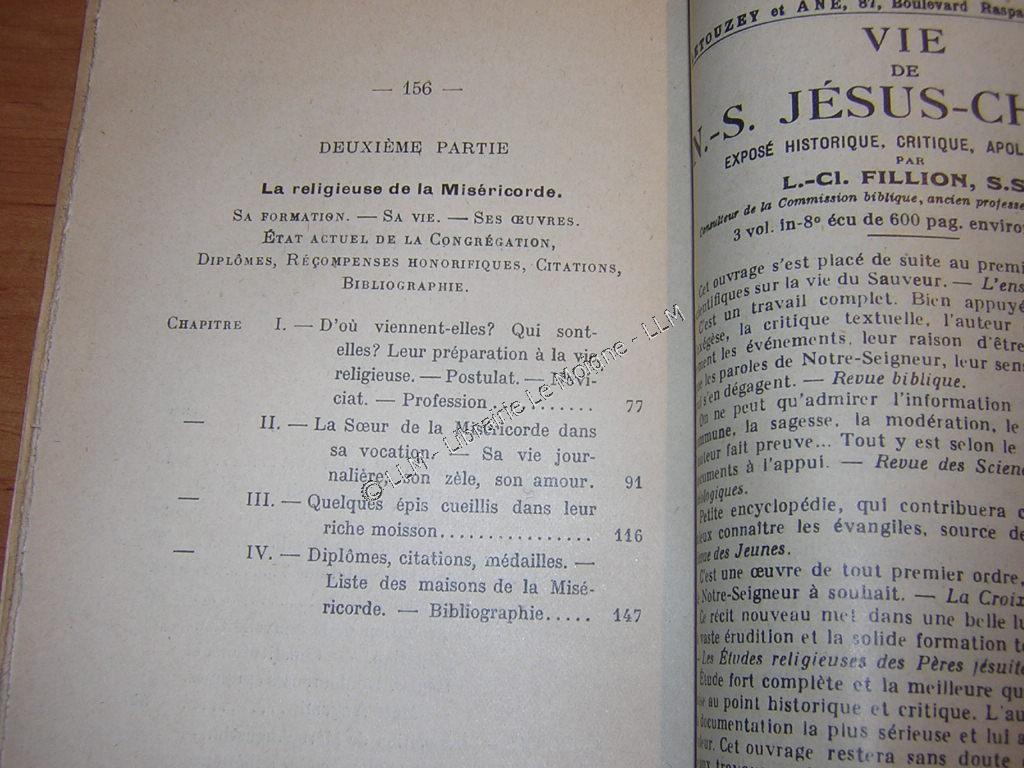 — 156 —
DEUXIÈME PARTIE
La religieuse de la Miséricorde.
SA FORMATION. — SA VIE. — SES ŒUVRES.
ÉTAT ACTUEL DE LA CONGRÉGATION,
DIPLÔMES, RÉÇOMPENSES HONORIFIQUES, CITATIONS,
BIBLIOGRAPHIE.
CHAPITRE I. — D'où viennent-elles? Qui sont-
elles? Leur préparation à la vie
religieuse. — Postulat. — Novi-
ciat. — Profession............ 77
— II. — La Sœur de la Miséricorde dans
sa vocation. — Sa vie jour-
nalière, son zèle, son amour. 91
— III. — Quelques épis cueillis dans leur
riche moisson................ 116
— IV. — Diplômes, citations, médailles. —
Liste des maisons de la Misé-
ricorde. — Bibliographie..... 147
© LLM - Librairie Le Moigne - LLM
ET ANÉ, 87, Boulevard
VIE
DE
N.-S. JÉSUS-CH
EXPOSÉ HISTORIQUE, CRITIQUE, APOL
PAR
L.-Cl. FILLION, S.S
de la Commission biblique, ancien professe
3 vol. in-8º écu de 600 pag. enviro
Cet ouvrage s'est placé de suite au premi
sur la vie du Sauveur. — L'ens
C'est un travail complet. Bien appuyé
la critique textuelle, l'auteur
les événements, leur raison d'être
les paroles de Notre-Seigneur, leur sens
s'en dégagent. — Revue biblique.
On ne peut qu'admirer l'information
la sagesse, la modération, le
fait preuve... Tout y est selon le
à l'appui. — Revue des Scienc
Petite encyclopédie, qui contribuera
connaître les évangiles, source de
des Jeunes.
C'est une œuvre de tout premier ordre,
Notre-Seigneur à souhait. — La Croix
Ce récit nouveau met dans une belle lu
vaste érudition et la solide formation
— Les Études religieuses des Pères jésuite
Étude fort complète et la meilleure qu
au point historique et critique. L'au
documentation la plus sérieuse et lui
Cet ouvrage restera sans doute